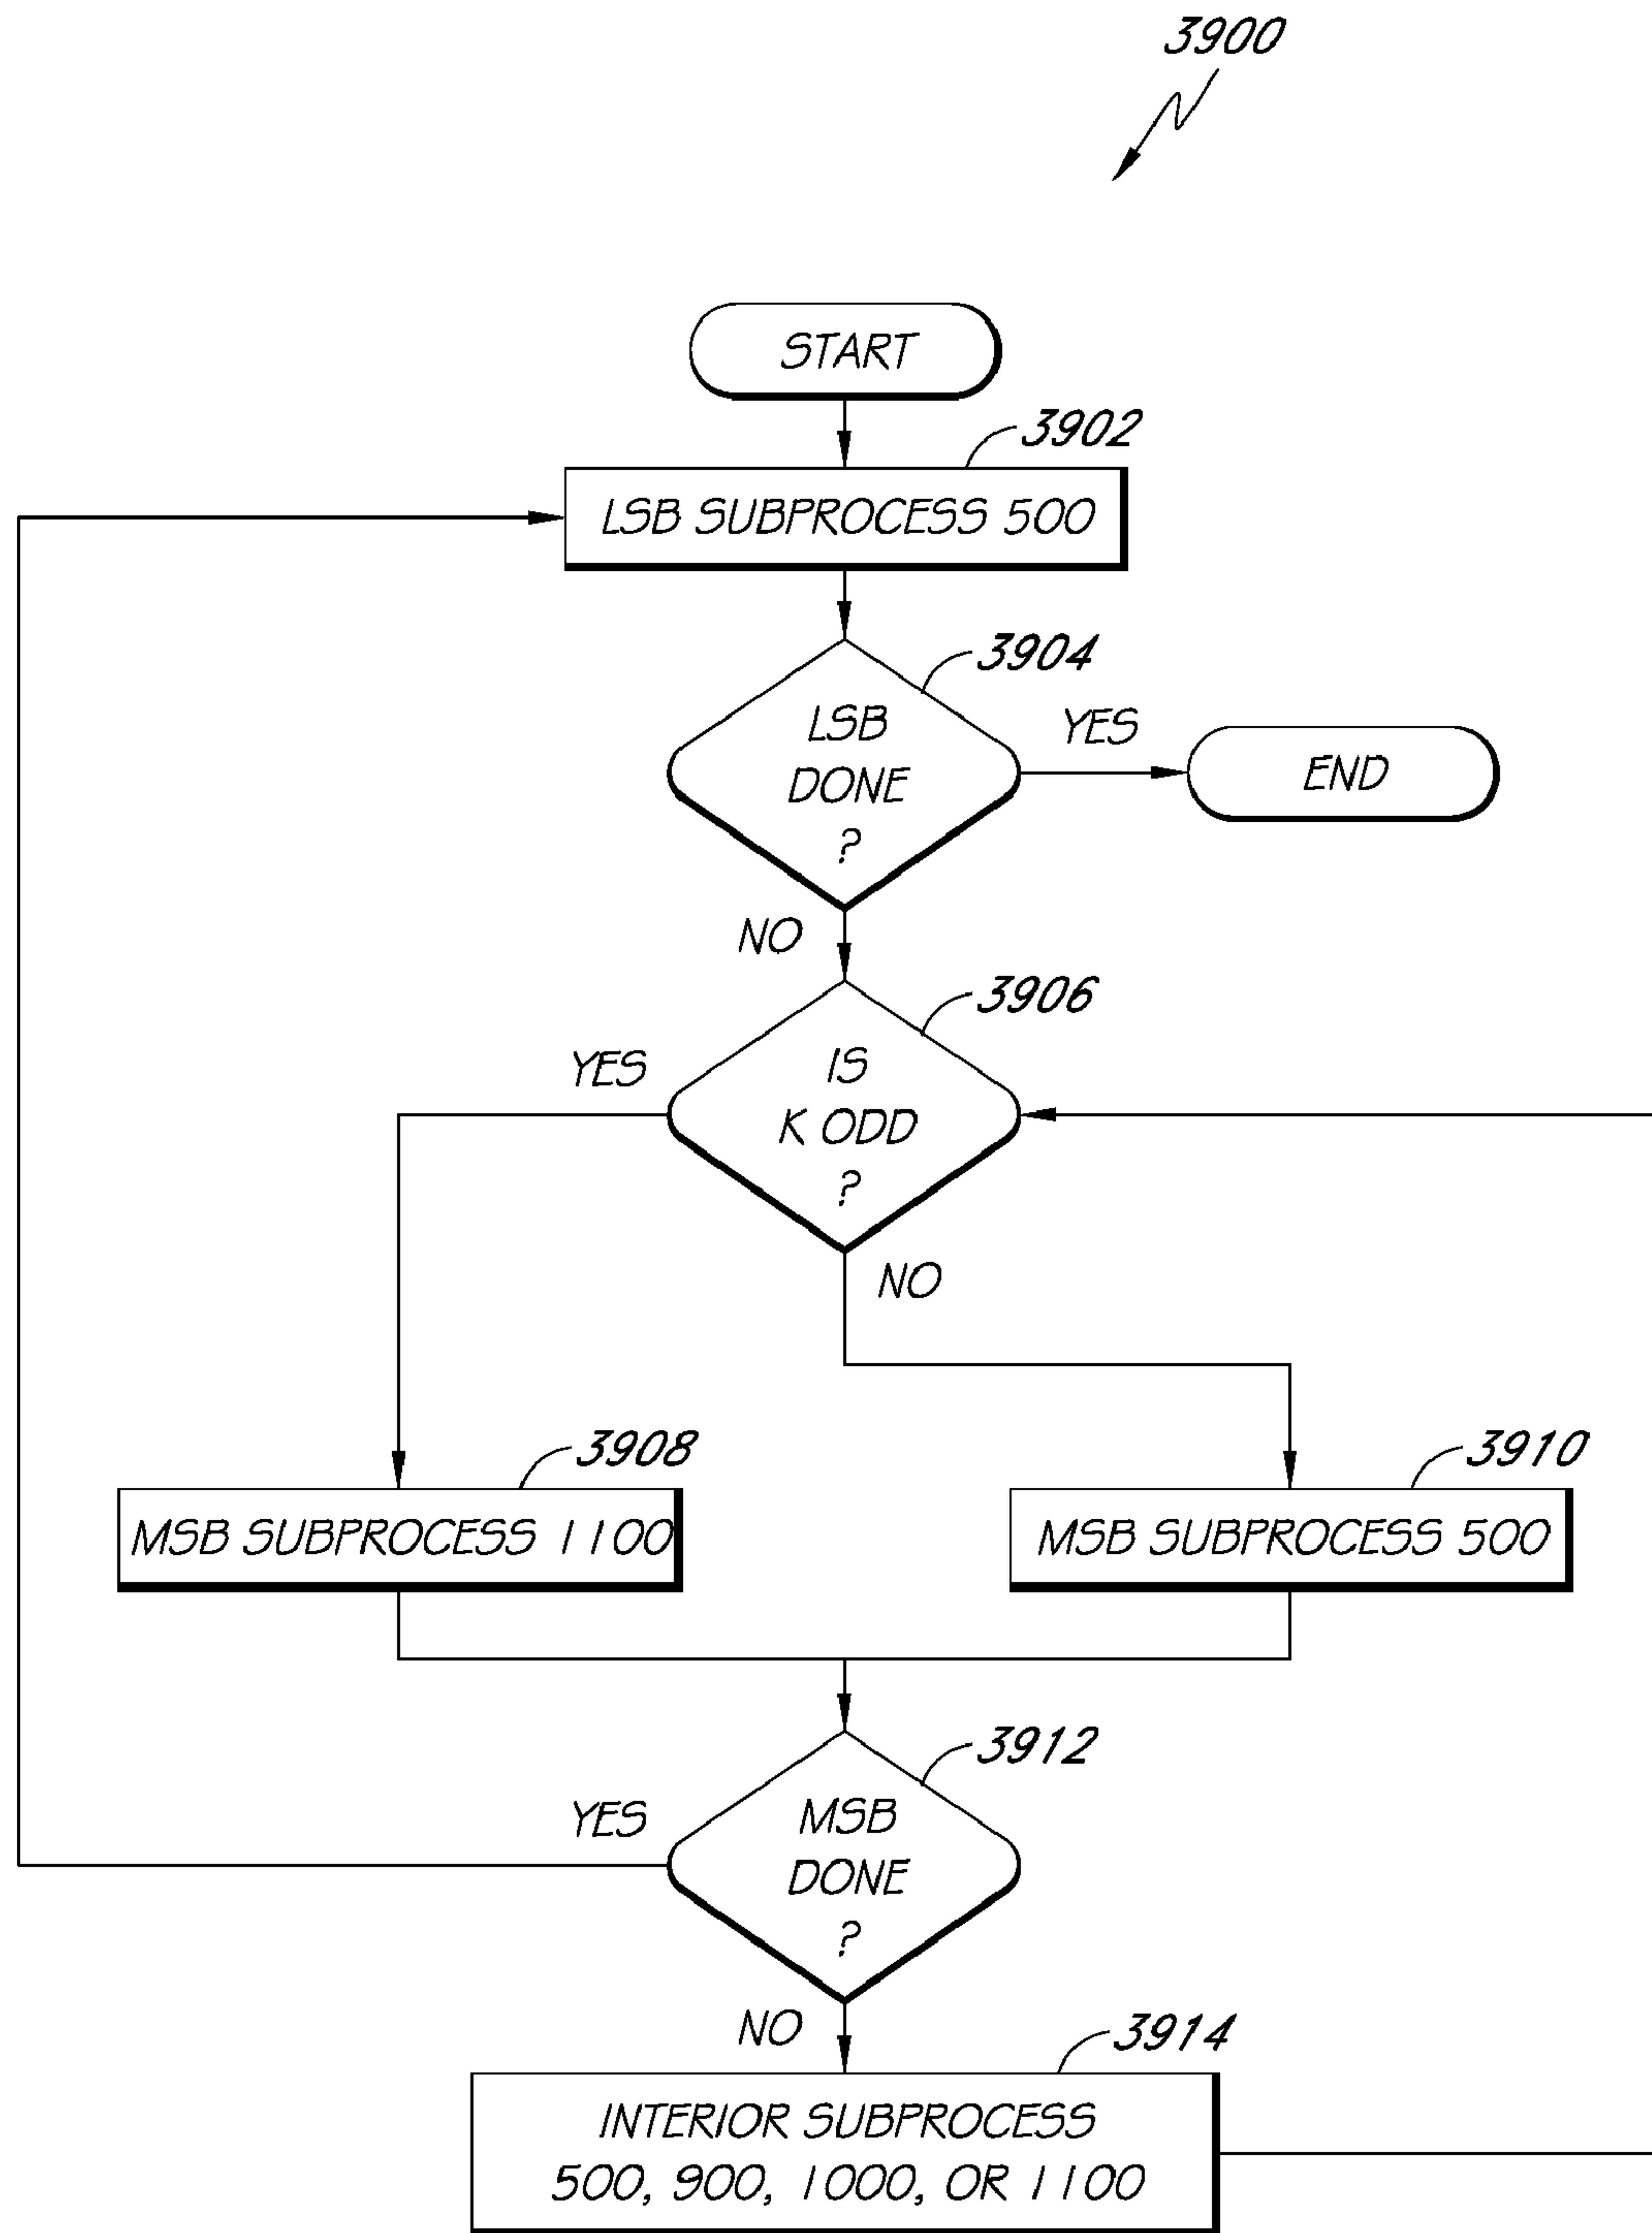 3900
START
3902
LSB SUBPROCESS 500
3904
LSB
DONE
?
YES
END
NO
3906
IS
K ODD
?
YES
NO
3908
MSB SUBPROCESS 1100
3910
MSB SUBPROCESS 500
3912
MSB
DONE
?
YES
NO
3914
INTERIOR SUBPROCESS
500, 900, 1000, OR 1100